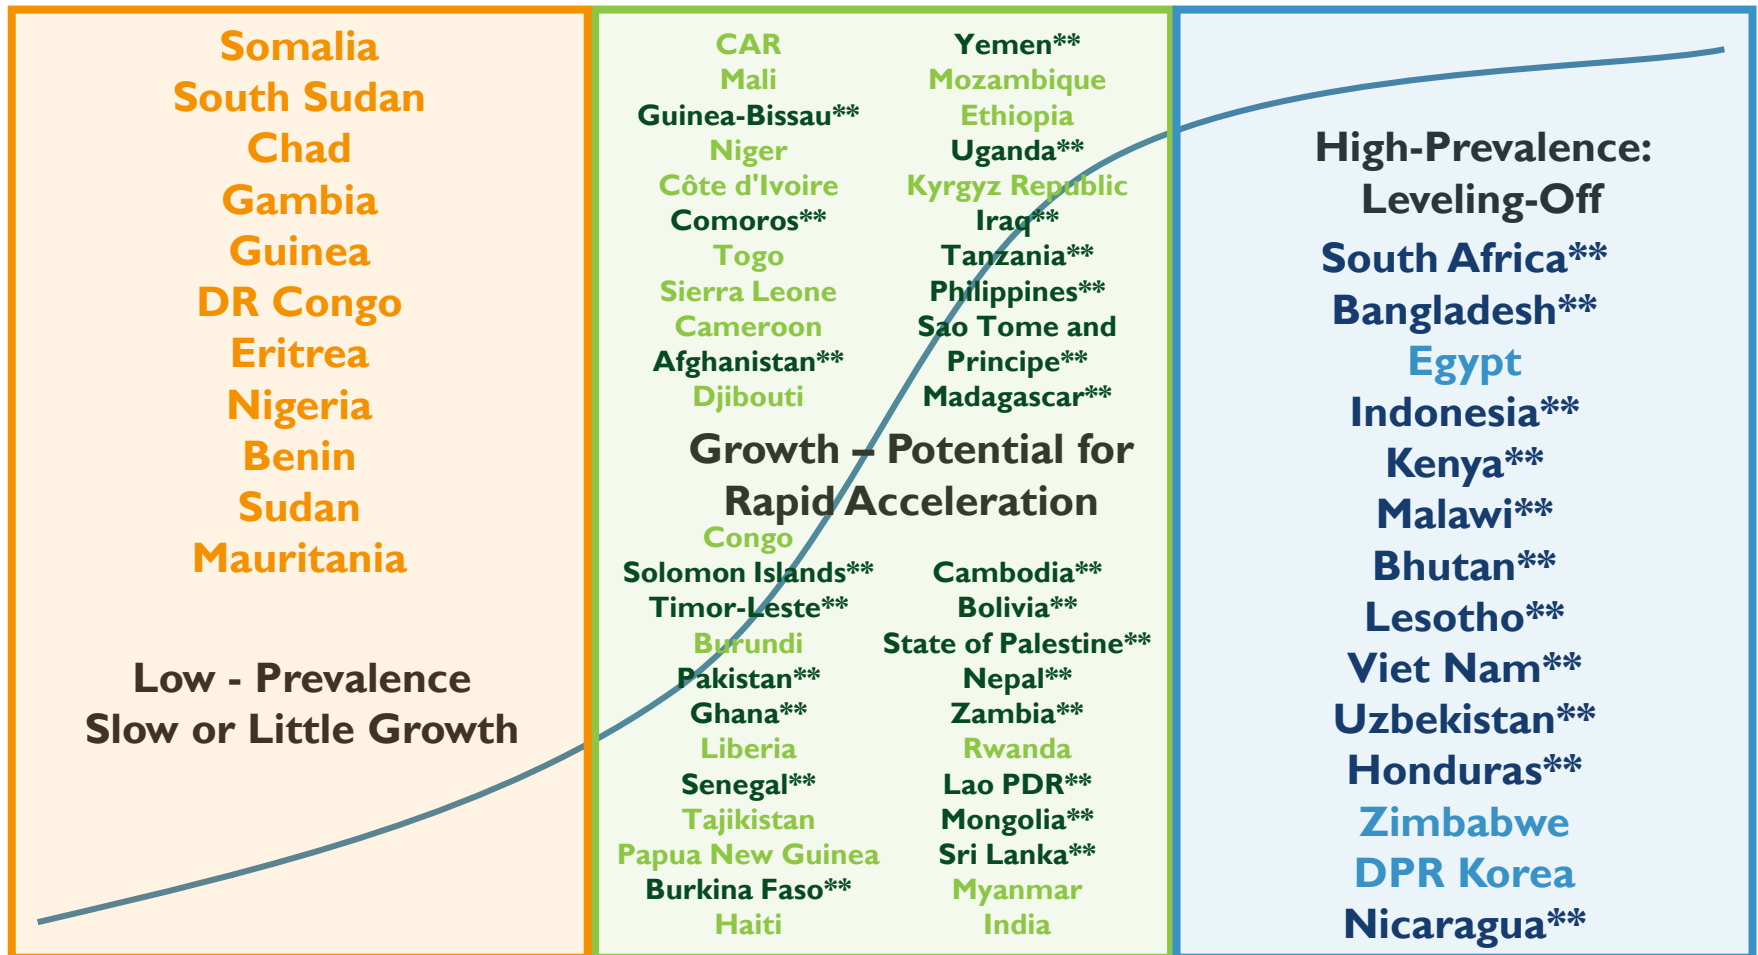 Somalia
South Sudan
Chad
Gambia
Guinea
DR Congo
Eritrea
Nigeria
Benin
Sudan
Mauritania
Low - Prevalence
Slow or Little Growth
CAR
Mali
Guinea-Bissau**
Niger
Côte d'Ivoire
Comoros**
Togo
Sierra Leone
Cameroon
Afghanistan**
Djibouti
Yemen**
Mozambique
Ethiopia
Uganda**
Kyrgyz Republic
Iraq**
Tanzania**
Philippines**
Sao Tome and
Principe**
Madagascar**
Growth – Potential for
Rapid Acceleration
Congo
Solomon Islands**
Timor-Leste**
Burundi
Pakistan**
Ghana**
Liberia
Senegal**
Tajikistan
Papua New Guinea
Burkina Faso**
Haiti
Cambodia**
Bolivia**
State of Palestine**
Nepal**
Zambia**
Rwanda
Lao PDR**
Mongolia**
Sri Lanka**
Myanmar
India
High-Prevalence:
Leveling-Off
South Africa**
Bangladesh**
Egypt
Indonesia**
Kenya**
Malawi**
Bhutan**
Lesotho**
Viet Nam**
Uzbekistan**
Honduras**
Zimbabwe
DPR Korea
Nicaragua**